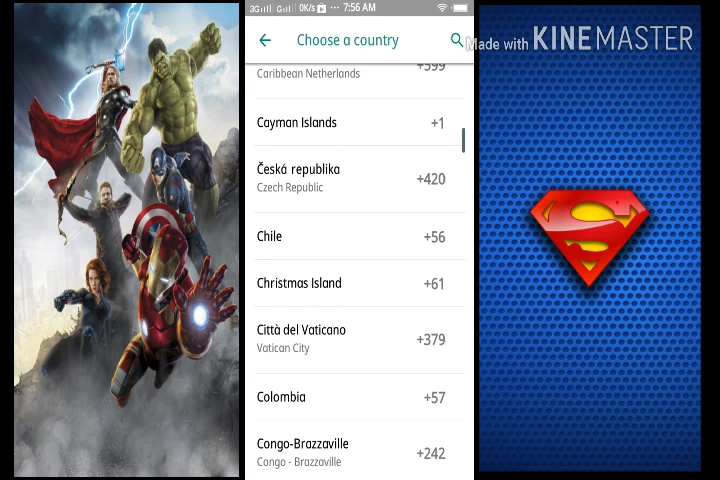 3G G 0K/s ••• 7:56 AM
Choose a country
Made with KINEMASTER
+599
Caribbean Netherlands
Cayman Islands +1
Česká republika
Czech Republic +420
Chile +56
Christmas Island +61
Città del Vaticano
Vatican City +379
Colombia +57
Congo-Brazzaville
Congo - Brazzaville +242